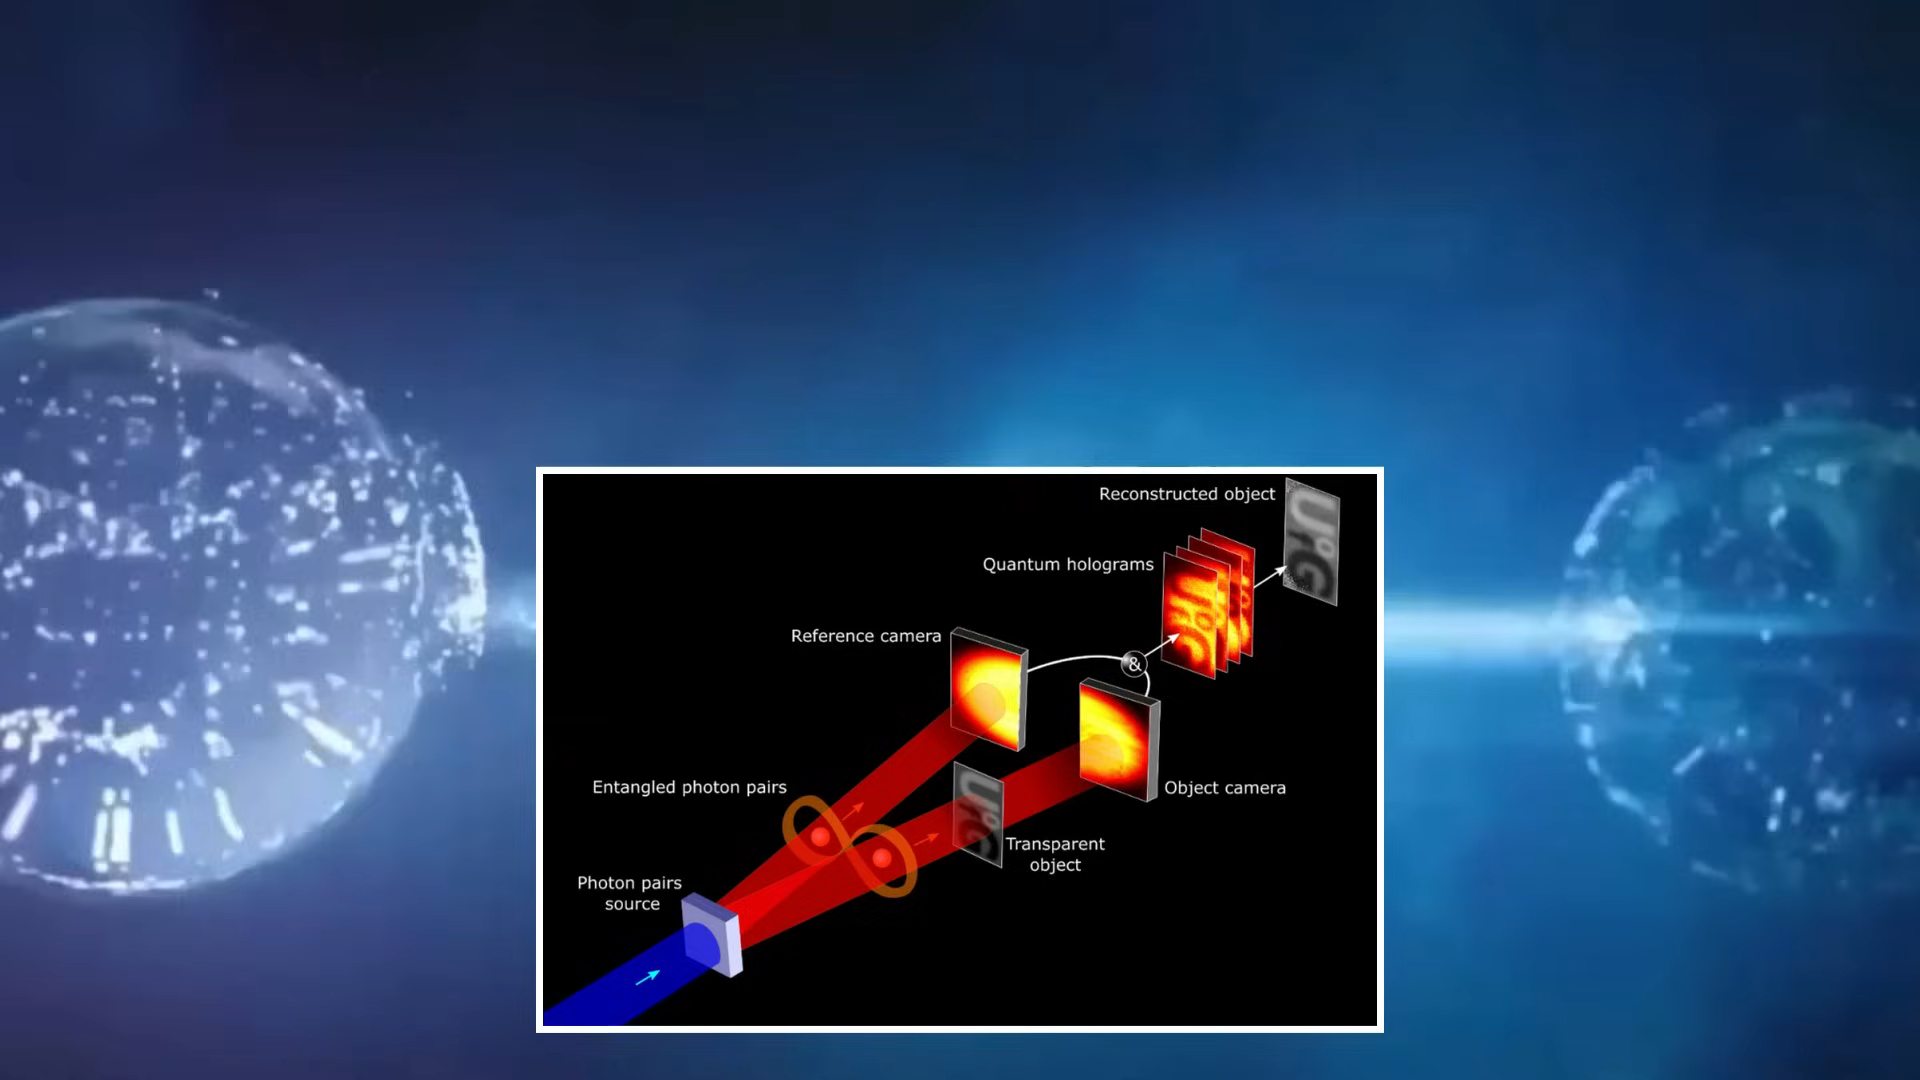 Reconstructed object
Quantum holograms
Reference camera
&
Entangled photon pairs
Object camera
Transparent
object
Photon pairs
source